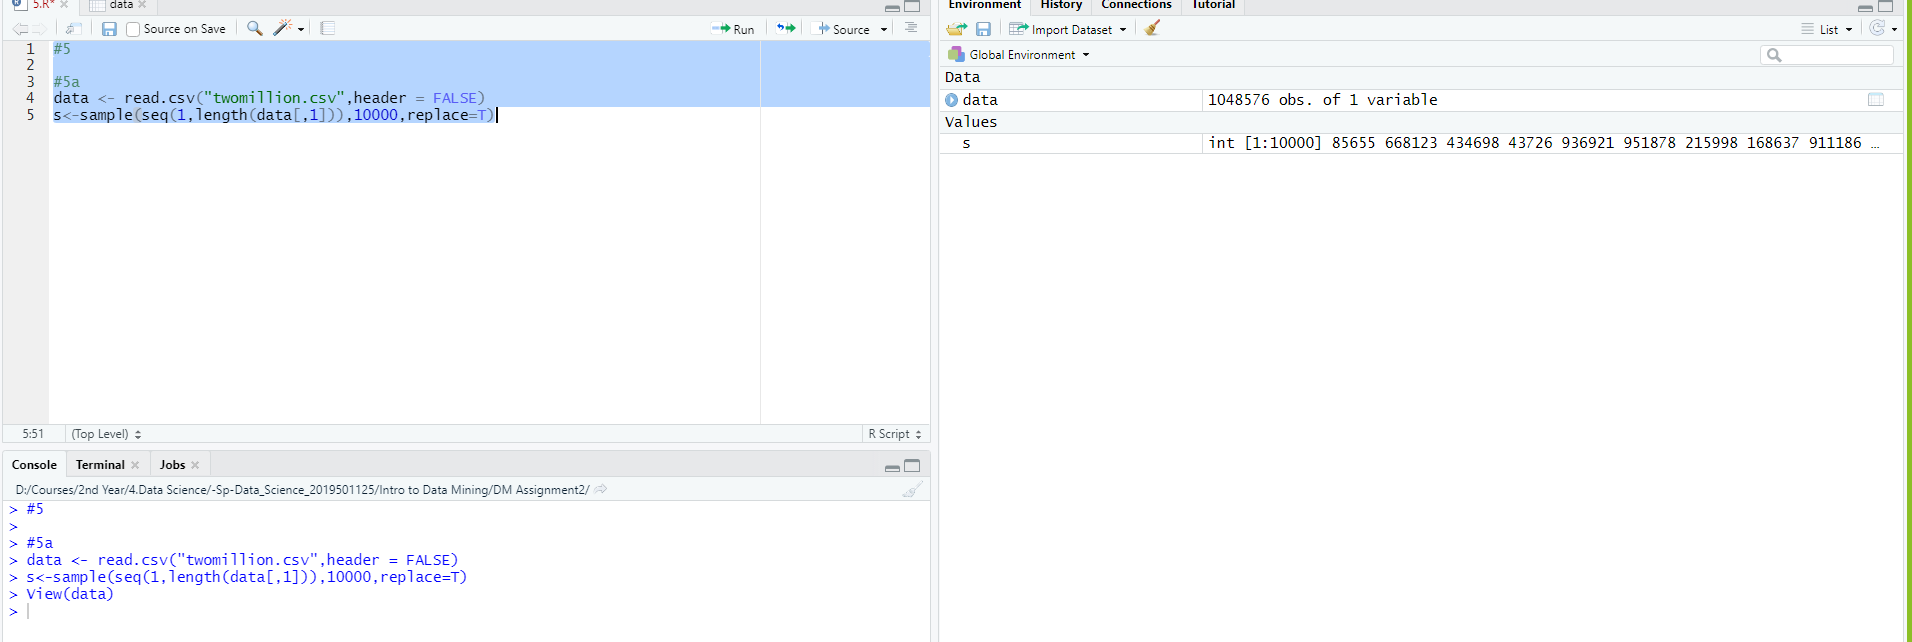 5.R* data
Source on Save Run Source
1 #5
2
3 #5a
4 data <- read.csv("twomillion.csv",header = FALSE)
5 s<-sample(seq(1,length(data[,1])),10000,replace=T)
5:51 (Top Level) R Script
Console Terminal Jobs
D:/Courses/2nd Year/4.Data Science/-Sp-Data_Science_2019501125/Intro to Data Mining/DM Assignment2/
> #5
>
> #5a
> data <- read.csv("twomillion.csv",header = FALSE)
> s<-sample(seq(1,length(data[,1])),10000,replace=T)
> View(data)
>
Environment History Connections Tutorial
Import Dataset List
Global Environment
Data
data 1048576 obs. of 1 variable
Values
s int [1:10000] 85655 668123 434698 43726 936921 951878 215998 168637 911186 …